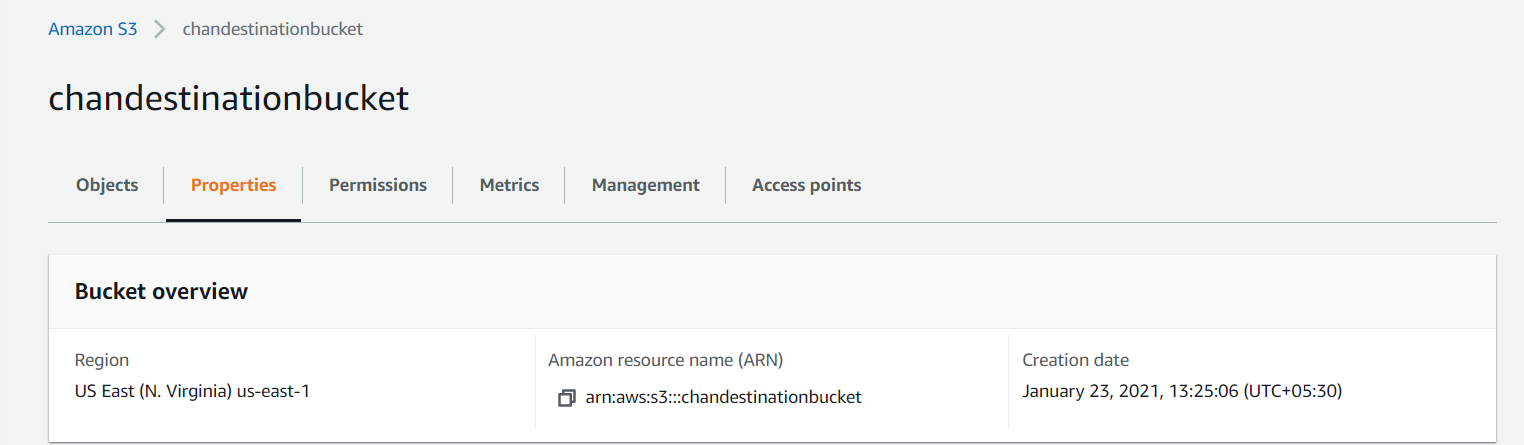 Amazon S3 > chandestinationbucket
chandestinationbucket
Objects Properties Permissions Metrics Management Access points
Bucket overview
Region Amazon resource name (ARN) Creation date
US East (N. Virginia) us-east-1 arn:aws:s3:::chandestinationbucket January 23, 2021, 13:25:06 (UTC+05:30)